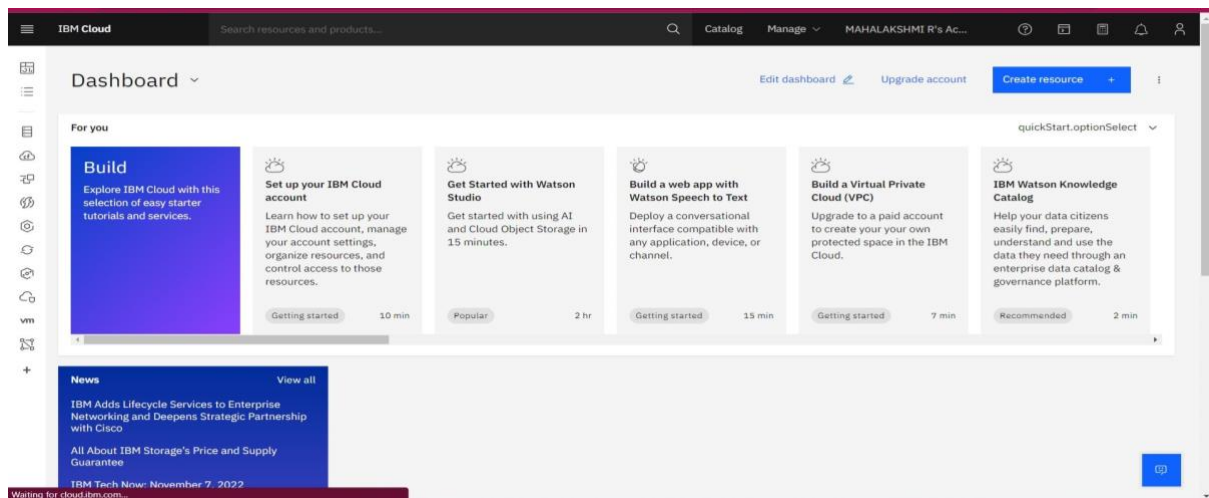 IBM Cloud
Search resources and products...
Catalog
Manage
MAHALAKSHMI R's Ac...
Dashboard
Edit dashboard
Upgrade account
Create resource +
For you
quickStart.optionSelect
Build
Explore IBM Cloud with this
selection of easy starter
tutorials and services.
Set up your IBM Cloud
account
Learn how to set up your
IBM Cloud account, manage
your account settings,
organize resources, and
control access to those
resources.
Getting started
10 min
Get Started with Watson
Studio
Get started with using AI
and Cloud Object Storage in
15 minutes.
Popular
2 hr
Build a web app with
Watson Speech to Text
Deploy a conversational
interface compatible with
any application, device, or
channel.
Getting started
15 min
Build a Virtual Private
Cloud (VPC)
Upgrade to a paid account
to create your your own
protected space in the IBM
Cloud.
Getting started
7 min
IBM Watson Knowledge
Catalog
Help your data citizens
easily find, prepare,
understand and use the
data they need through an
enterprise data catalog &
governance platform.
Recommended
2 min
vm
News
View all
IBM Adds Lifecycle Services to Enterprise
Networking and Deepens Strategic Partnership
with Cisco
All About IBM Storage's Price and Supply
Guarantee
IBM Tech Now: November 7, 2022
Waiting for cloud.ibm.com...